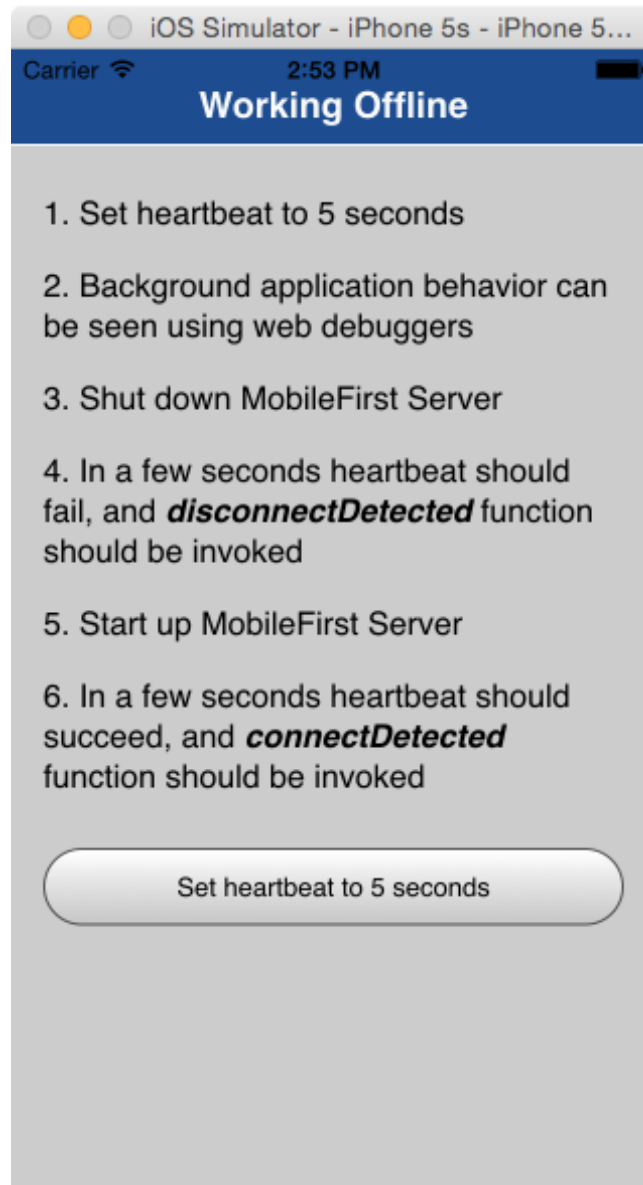 iOS Simulator - iPhone 5s - iPhone 5...
Carrier 2:53 PM
Working Offline
1. Set heartbeat to 5 seconds
2. Background application behavior can
be seen using web debuggers
3. Shut down MobileFirst Server
4. In a few seconds heartbeat should
fail, and disconnectDetected function
should be invoked
5. Start up MobileFirst Server
6. In a few seconds heartbeat should
succeed, and connectDetected
function should be invoked
Set heartbeat to 5 seconds